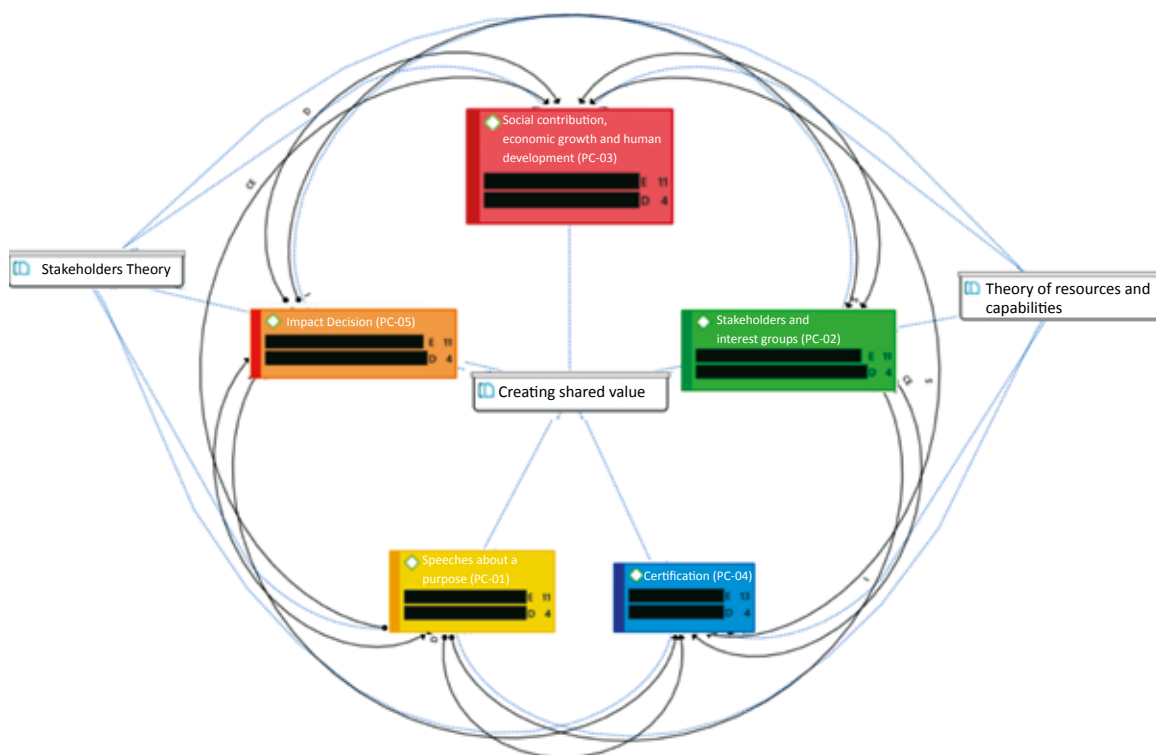 D
Social contribution,
economic growth and human
development (PC-03)
E 11
D 4
CE
Stakeholders Theory
Theory of resources and
capabilities
Impact Decision (PC-05)
E 11
D 4
Stakeholders and
interest groups (PC-02)
E 11
D 4
Creating shared value
CE
S
Speeches about a
purpose (PC-01)
E 11
D 4
Certification (PC-04)
E 13
D 4
I
D